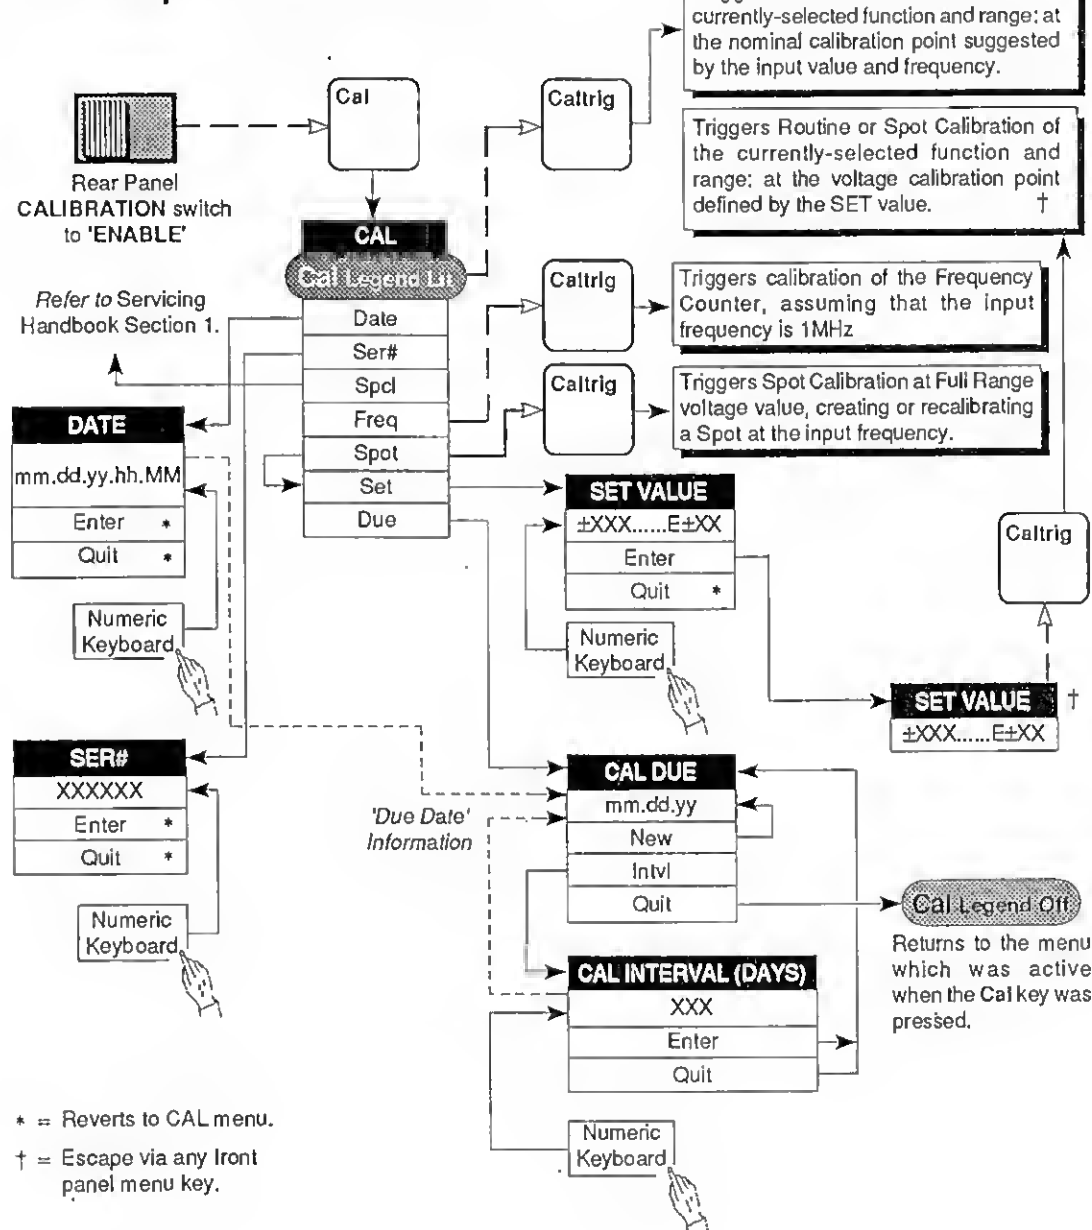 currently-selected function and range; at
the nominal calibration point suggested
by the input value and frequency.
Cal
Caltrig
Triggers Routine or Spot Calibration of
the currently-selected function and
range; at the voltage calibration point
defined by the SET value. †
Rear Panel
CALIBRATION switch
to 'ENABLE'
CAL
Cal Legend Lit
Date
Ser#
Spcl
Freq
Spot
Set
Due
Refer to Servicing
Handbook Section 1.
Caltrig
Triggers calibration of the Frequency
Counter, assuming that the input
frequency is 1MHz
Caltrig
Triggers Spot Calibration at Full Range
voltage value, creating or recalibrating
a Spot at the input frequency.
DATE
mm.dd.yy.hh.MM
Enter *
Quit *
Numeric
Keyboard
SET VALUE
±XXX......E±XX
Enter
Quit *
Numeric
Keyboard
Caltrig
SET VALUE †
±XXX......E±XX
SER#
XXXXXX
Enter *
Quit *
Numeric
Keyboard
'Due Date'
Information
CAL DUE
mm.dd.yy
New
Intvl
Quit
Cal Legend Off
Returns to the menu
which was active
when the Cal key was
pressed.
CAL INTERVAL (DAYS)
XXX
Enter
Quit
Numeric
Keyboard
* = Reverts to CAL menu.
† = Escape via any front
panel menu key.